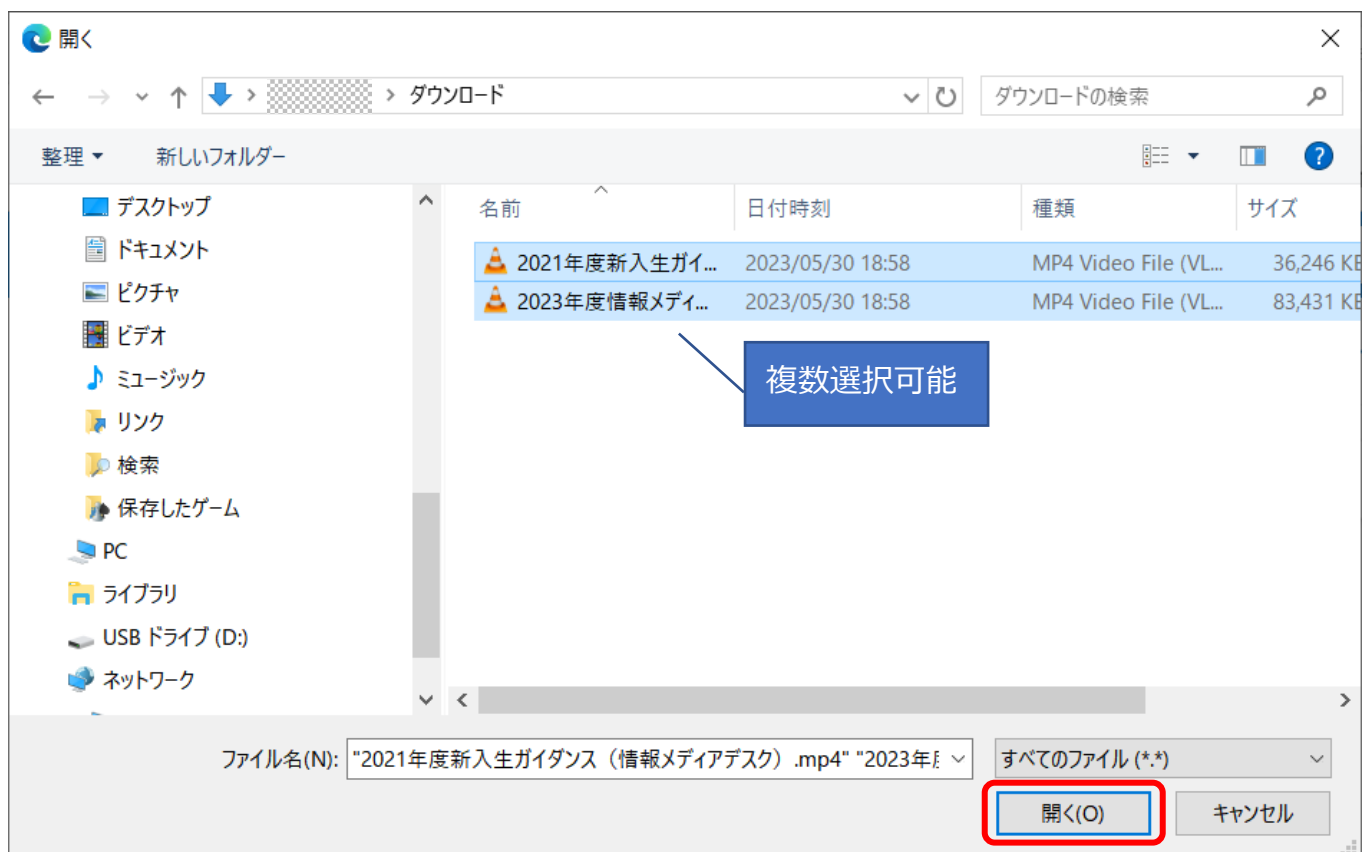 開く
ダウンロード
ダウンロードの検索
整理
新しいフォルダー
名前
日付時刻
種類
サイズ
デスクトップ
ドキュメント
ピクチャ
ビデオ
ミュージック
リンク
検索
保存したゲーム
PC
ライブラリ
USB ドライブ (D:)
ネットワーク
2021年度新入生ガイ... 2023/05/30 18:58 MP4 Video File (VL... 36,246 KB
2023年度情報メディ... 2023/05/30 18:58 MP4 Video File (VL... 83,431 KB
複数選択可能
ファイル名(N): "2021年度新入生ガイダンス（情報メディアデスク）.mp4" "2023年度
すべてのファイル (*.*)
開く(O)
キャンセル